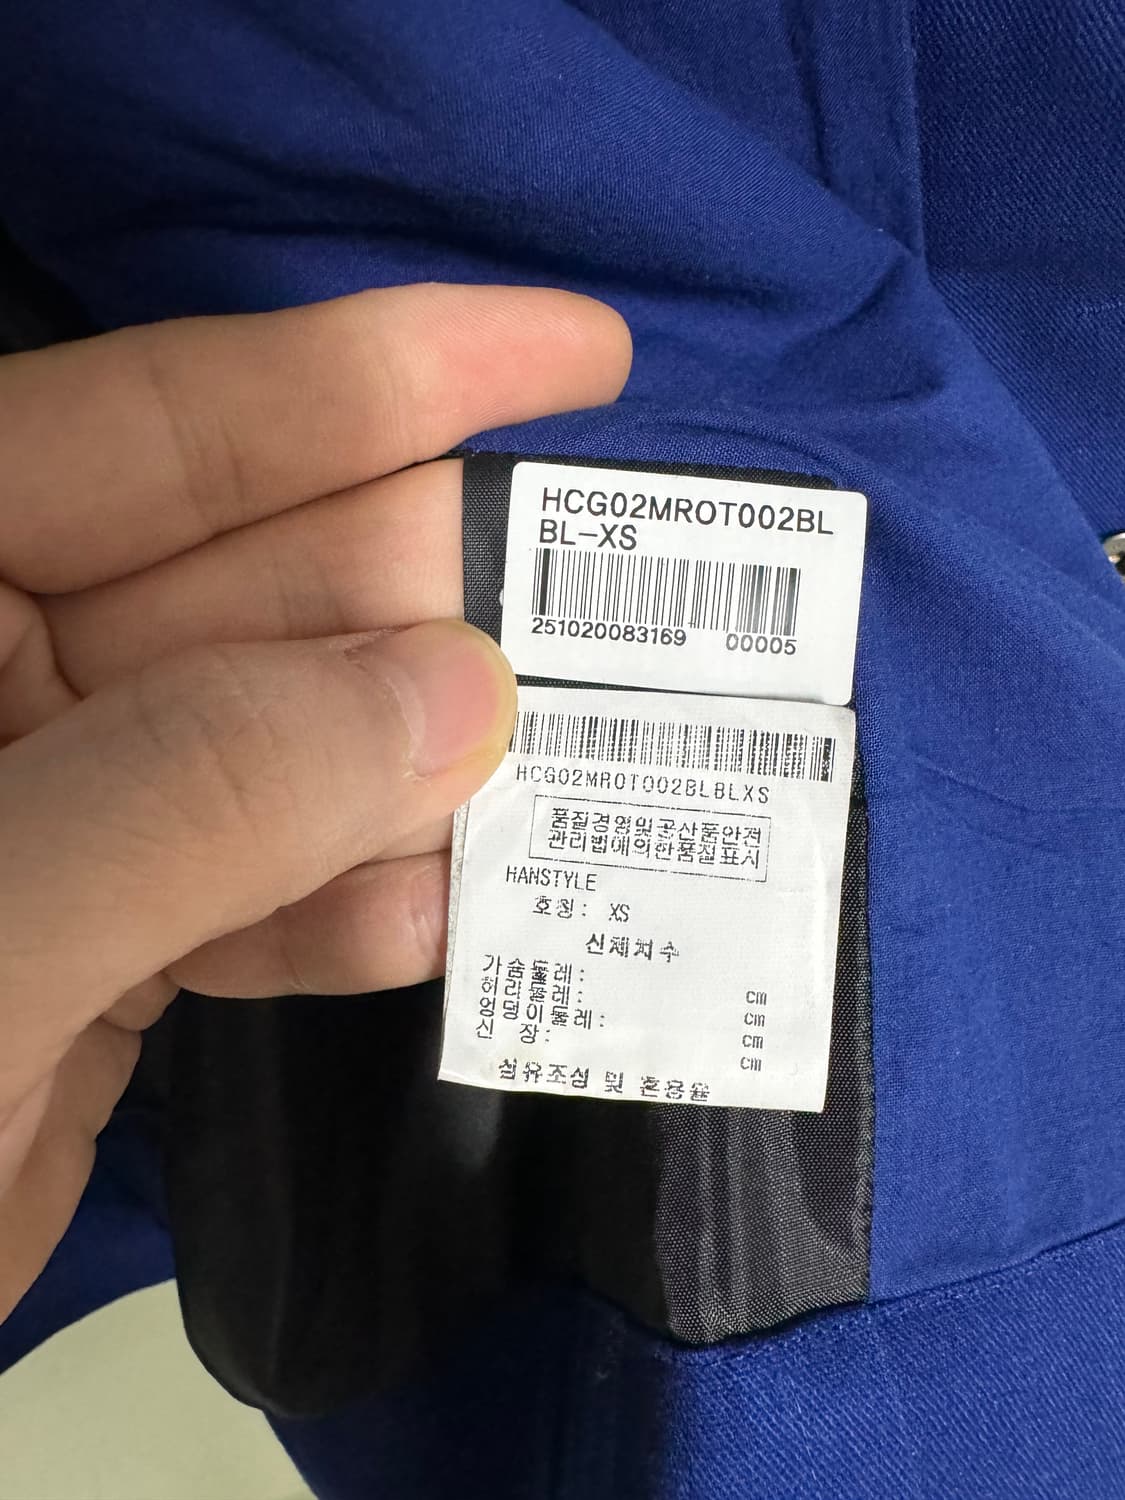 HCG02MROT002BL
BL-XS
251020083169 00005
HCG02MROT002BLBLXS
품질경영및공산품안전
관리법에의한품질표시
HANSTYLE
호칭: XS
신체치수
가슴둘레: cm
허리둘레: cm
엉덩이둘레: cm
신 장: cm
섬유조성 및 혼용율